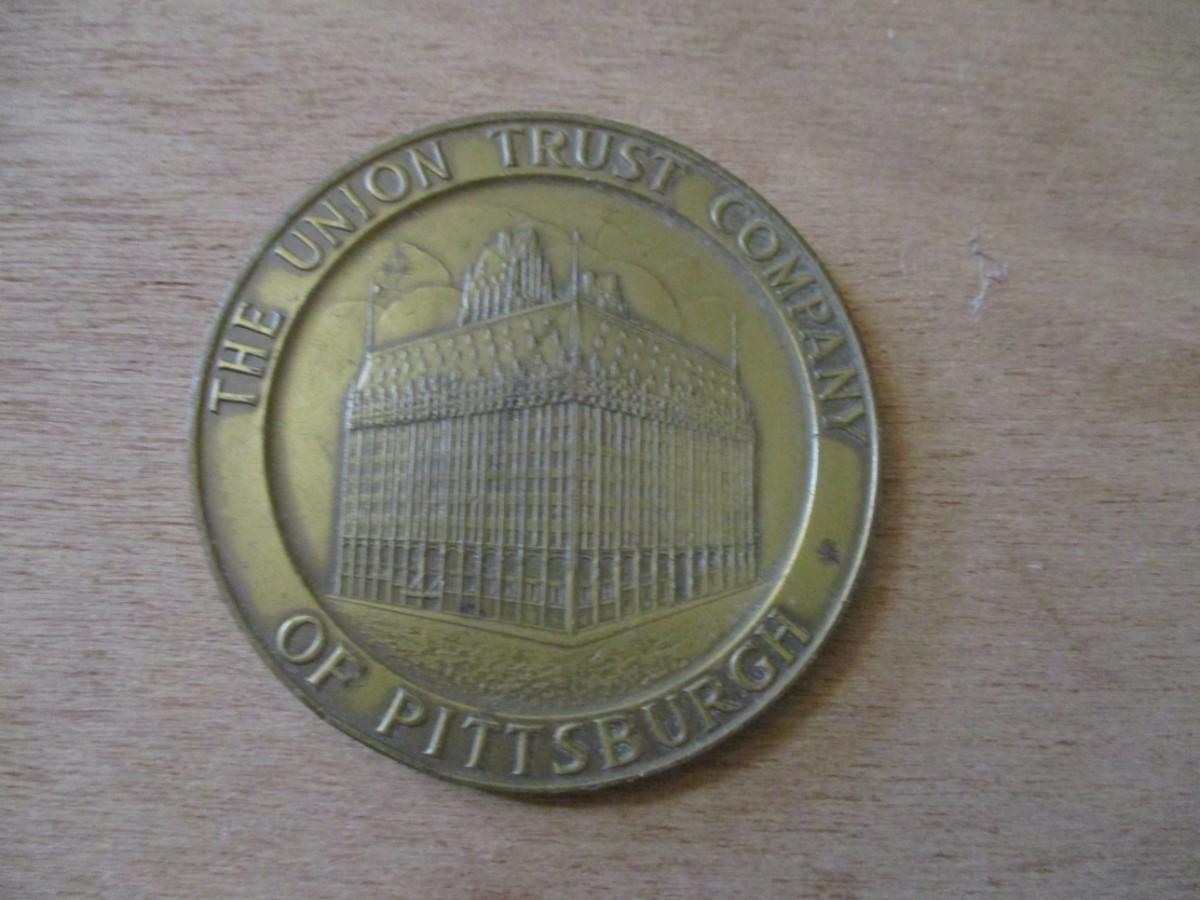 THE UNION TRUST COMPANY
OF PITTSBURGH